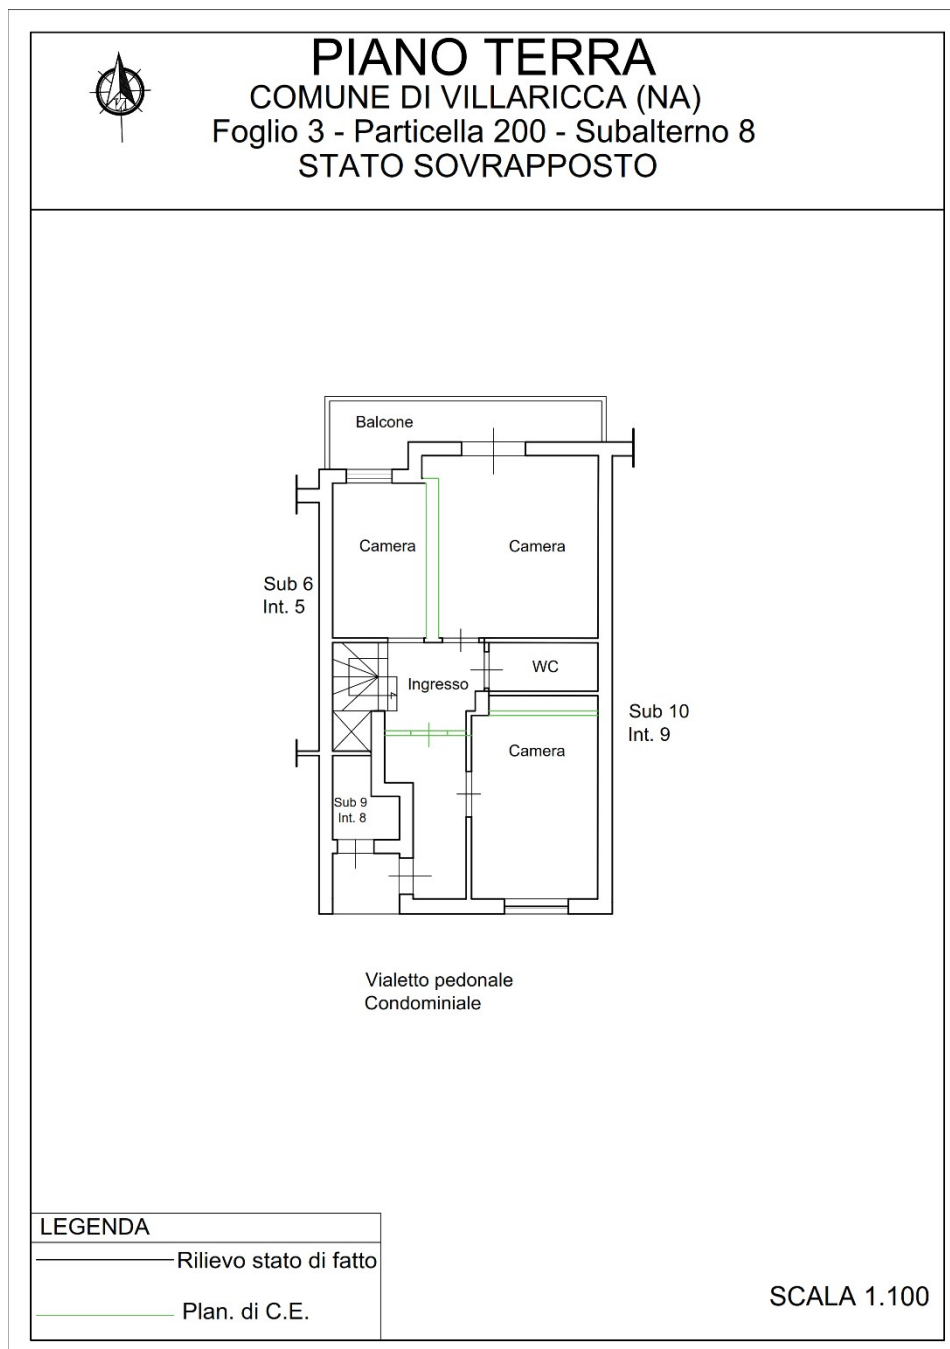 PIANO TERRA
COMUNE DI VILLARICCA (NA)
Foglio 3 - Particella 200 - Subalterno 8
STATO SOVRAPPOSTO
Balcone
Camera
Camera
Sub 6
Int. 5
WC
Ingresso
Sub 10
Int. 9
Camera
Sub 9
Int. 8
Vialetto pedonale
Condominiale
LEGENDA
Rilievo stato di fatto
Plan. di C.E.
SCALA 1.100